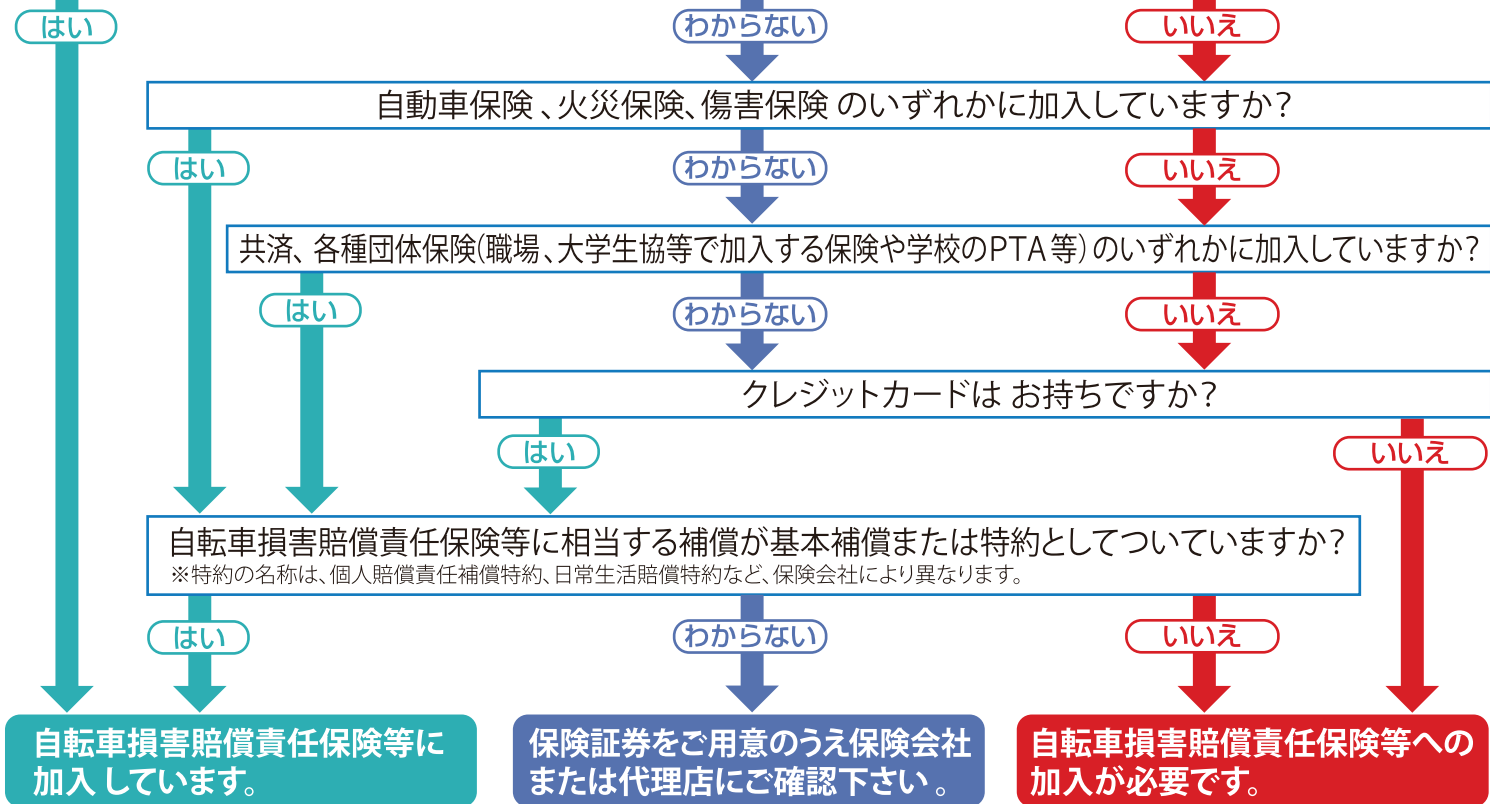 はい わからない いいえ
自動車保険、火災保険、傷害保険 のいずれかに加入していますか?
はい わからない いいえ
共済、各種団体保険(職場、大学生協等で加入する保険や学校のPTA等)のいずれかに加入していますか?
はい わからない いいえ
クレジットカードは お持ちですか?
はい いいえ
自転車損害賠償責任保険等に相当する補償が基本補償または特約としてついていますか?
※特約の名称は、個人賠償責任補償特約、日常生活賠償特約など、保険会社により異なります。
はい わからない いいえ
自転車損害賠償責任保険等に
加入しています。
保険証券をご用意のうえ保険会社
または代理店にご確認下さい。
自転車損害賠償責任保険等への
加入が必要です。